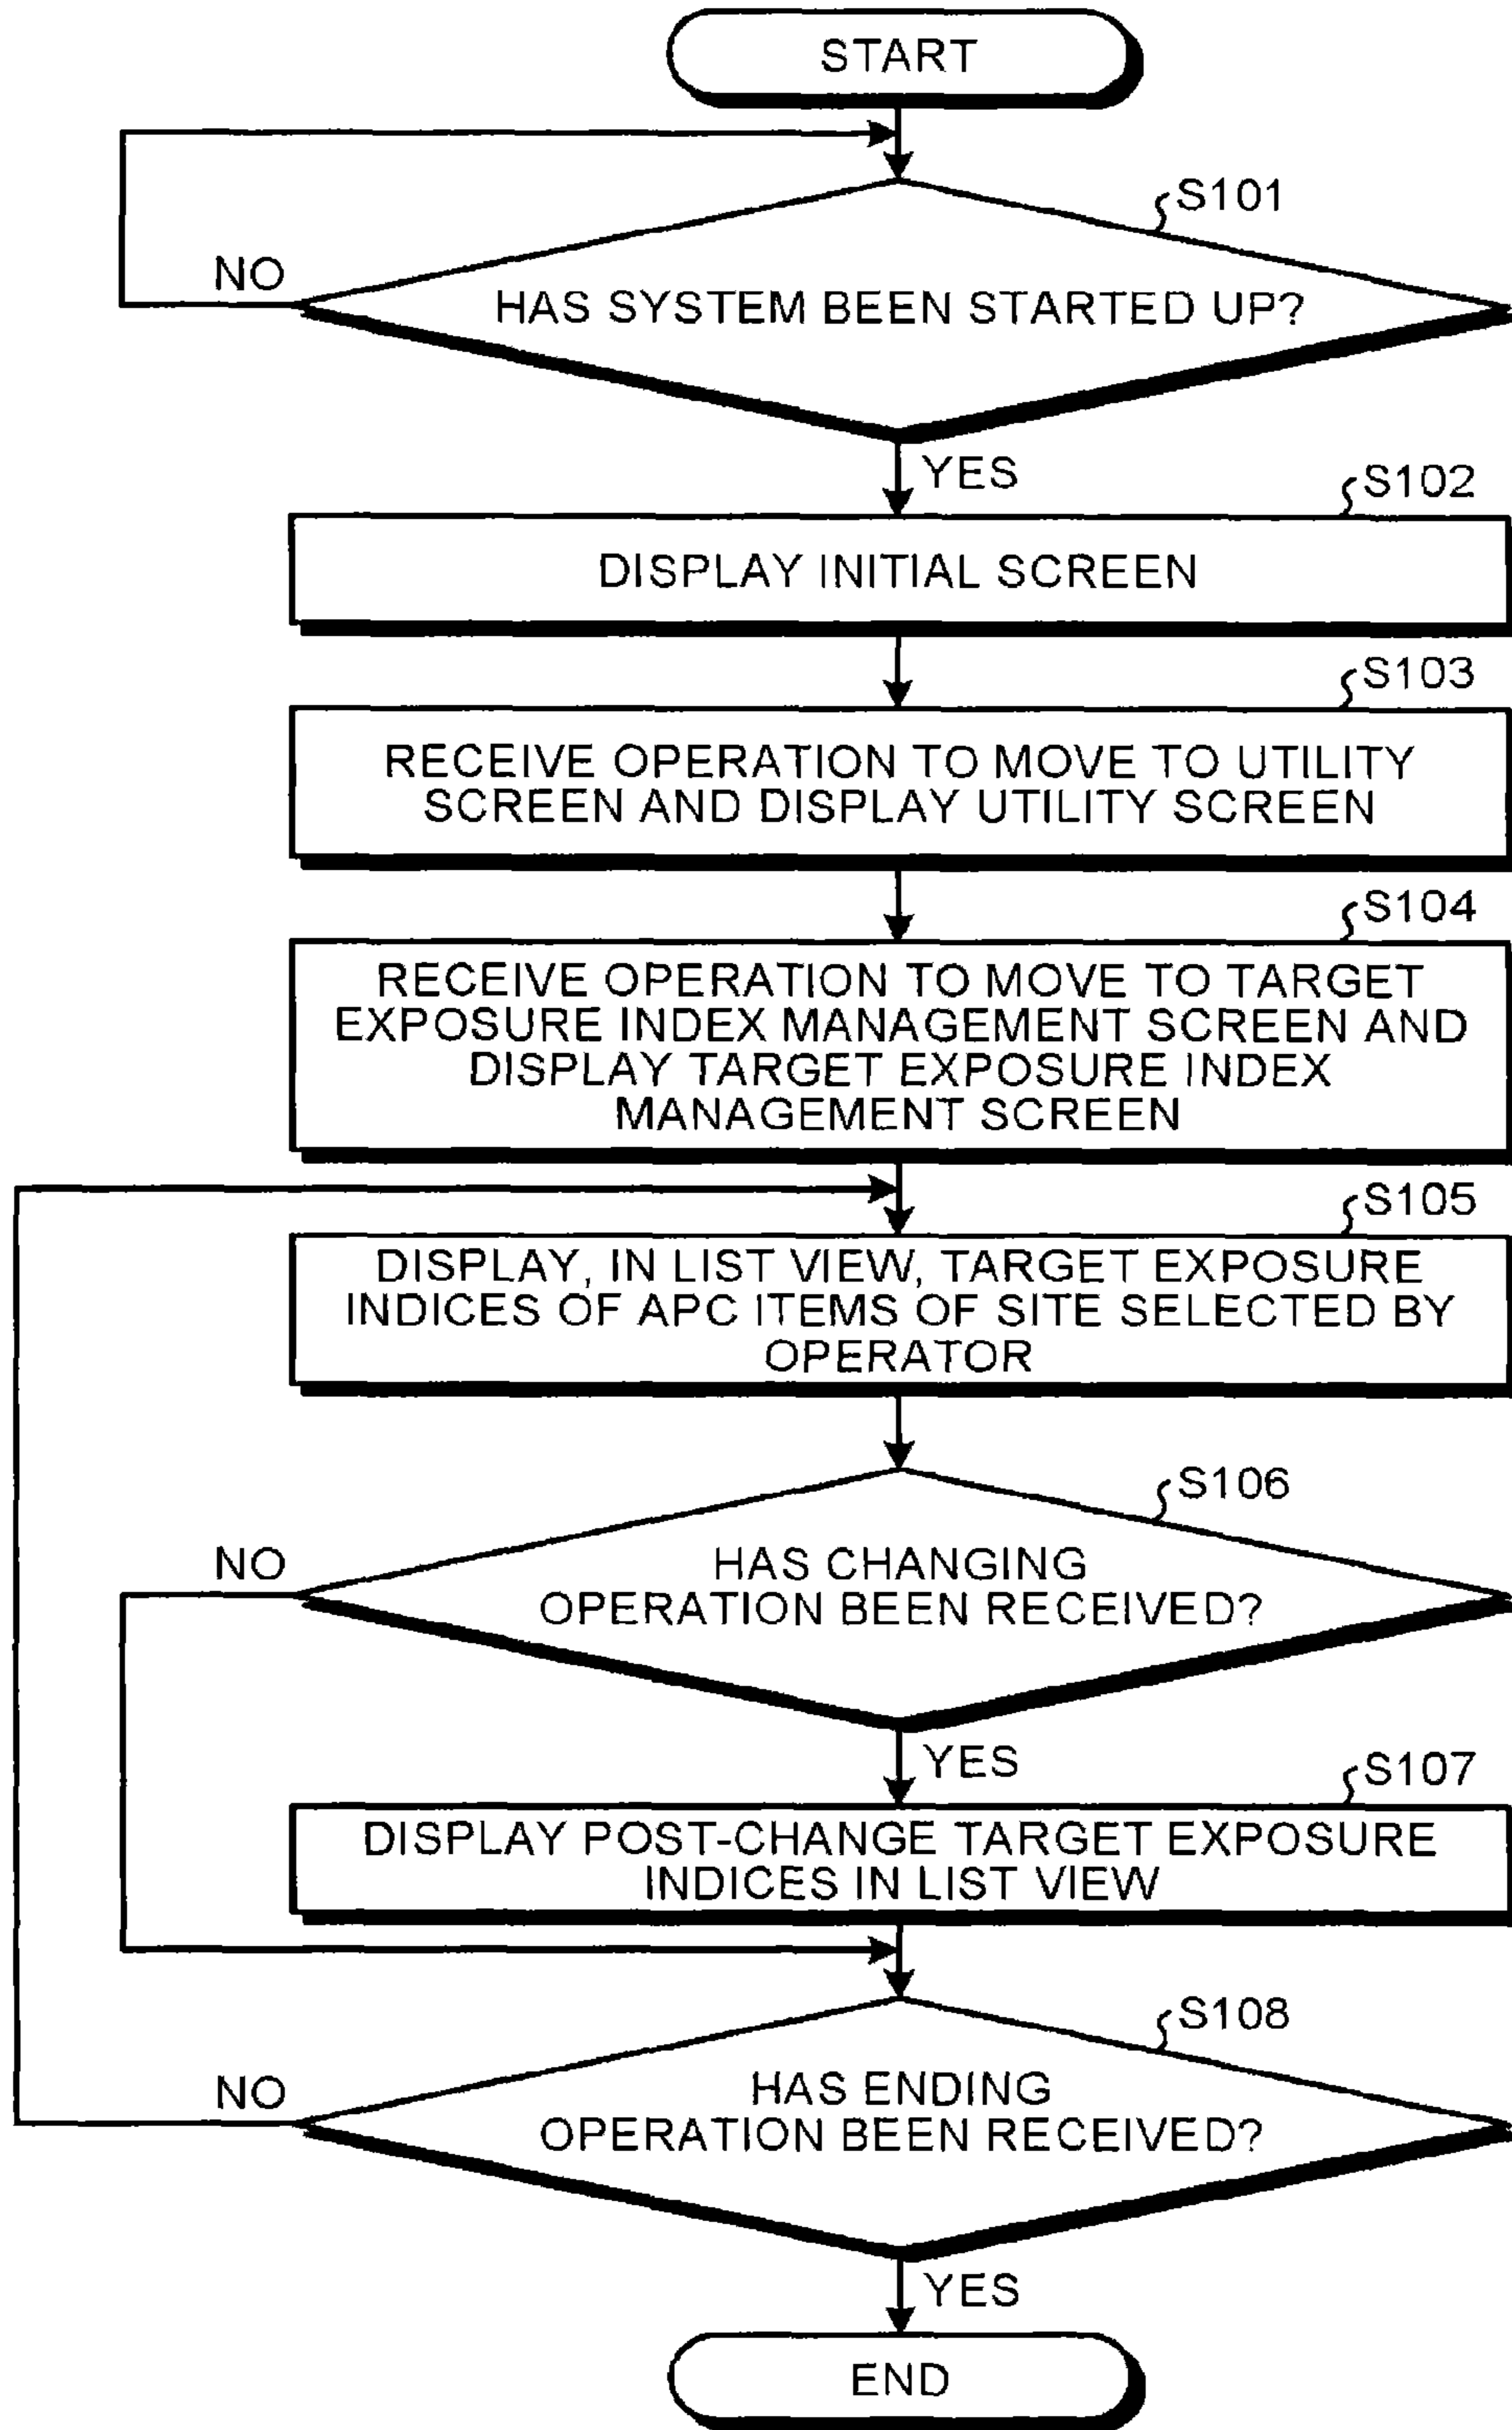 START
S101
NO
HAS SYSTEM BEEN STARTED UP?
YES
S102
DISPLAY INITIAL SCREEN
S103
RECEIVE OPERATION TO MOVE TO UTILITY
SCREEN AND DISPLAY UTILITY SCREEN
S104
RECEIVE OPERATION TO MOVE TO TARGET
EXPOSURE INDEX MANAGEMENT SCREEN AND
DISPLAY TARGET EXPOSURE INDEX
MANAGEMENT SCREEN
S105
DISPLAY, IN LIST VIEW, TARGET EXPOSURE
INDICES OF APC ITEMS OF SITE SELECTED BY
OPERATOR
S106
NO
HAS CHANGING
OPERATION BEEN RECEIVED?
YES
S107
DISPLAY POST-CHANGE TARGET EXPOSURE
INDICES IN LIST VIEW
S108
NO
HAS ENDING
OPERATION BEEN RECEIVED?
YES
END